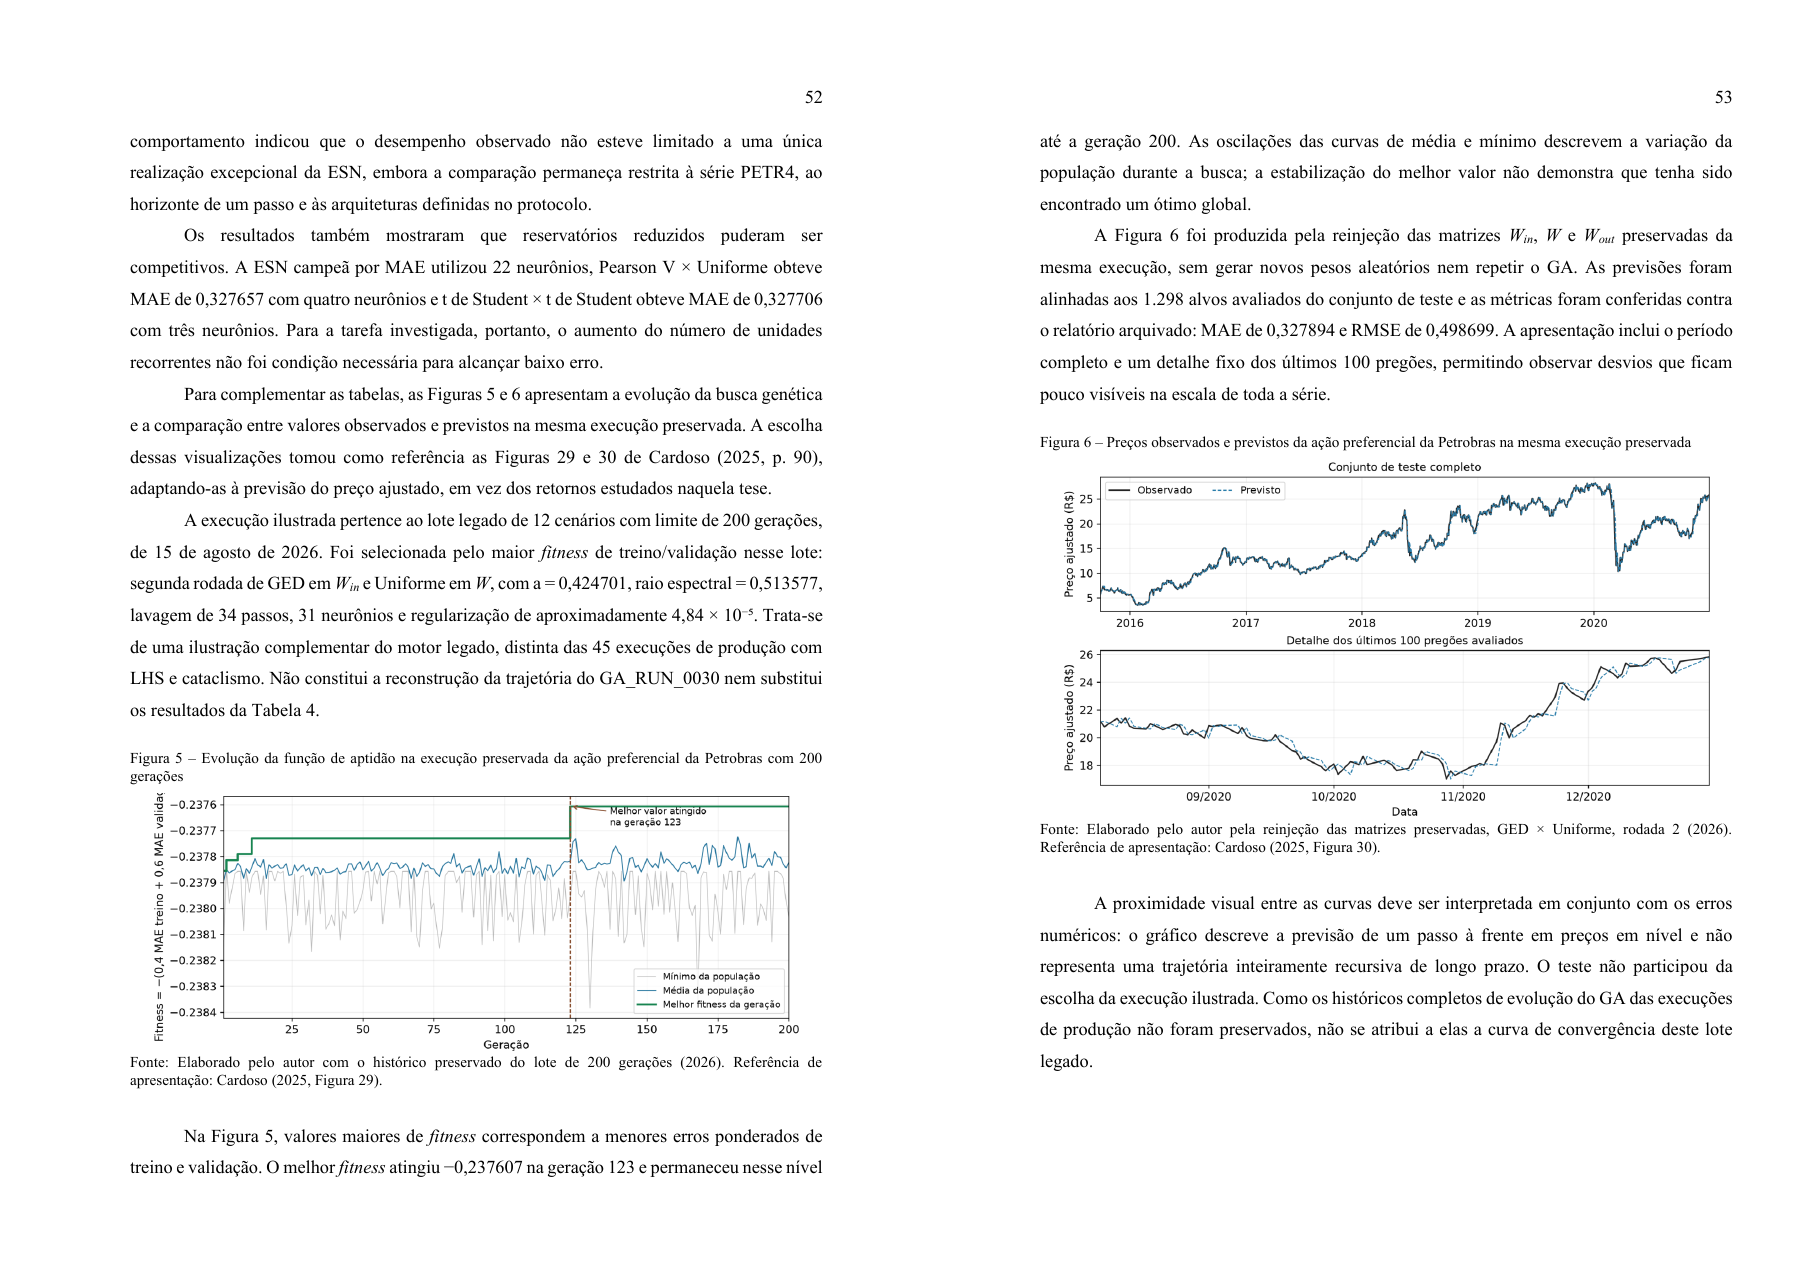 52
comportamento indicou que o desempenho observado não esteve limitado a uma única
realização excepcional da ESN, embora a comparação permaneça restrita à série PETR4, ao
horizonte de um passo e às arquiteturas definidas no protocolo.
Os resultados também mostraram que reservatórios reduzidos puderam ser
competitivos. A ESN campeã por MAE utilizou 22 neurônios, Pearson V × Uniforme obteve
MAE de 0,327657 com quatro neurônios e t de Student × t de Student obteve MAE de 0,327706
com três neurônios. Para a tarefa investigada, portanto, o aumento do número de unidades
recorrentes não foi condição necessária para alcançar baixo erro.
Para complementar as tabelas, as Figuras 5 e 6 apresentam a evolução da busca genética
e a comparação entre valores observados e previstos na mesma execução preservada. A escolha
dessas visualizações tomou como referência as Figuras 29 e 30 de Cardoso (2025, p. 90),
adaptando-as à previsão do preço ajustado, em vez dos retornos estudados naquela tese.
A execução ilustrada pertence ao lote legado de 12 cenários com limite de 200 gerações,
de 15 de agosto de 2026. Foi selecionada pelo maior fitness de treino/validação nesse lote:
segunda rodada de GED em Win e Uniforme em W, com a = 0,424701, raio espectral = 0,513577,
lavagem de 34 passos, 31 neurônios e regularização de aproximadamente 4,84 × 10⁻⁵. Trata-se
de uma ilustração complementar do motor legado, distinta das 45 execuções de produção com
LHS e cataclismo. Não constitui a reconstrução da trajetória do GA_RUN_0030 nem substitui
os resultados da Tabela 4.
Figura 5 – Evolução da função de aptidão na execução preservada da ação preferencial da Petrobras com 200
gerações
Fitness = −(0,4 MAE treino + 0,6 MAE validaç
−0.2376
−0.2377
−0.2378
−0.2379
−0.2380
−0.2381
−0.2382
−0.2383
−0.2384
Melhor valor atingido
na geração 123
Mínimo da população
Média da população
Melhor fitness da geração
25 50 75 100 125 150 175 200
Geração
Fonte: Elaborado pelo autor com o histórico preservado do lote de 200 gerações (2026). Referência de
apresentação: Cardoso (2025, Figura 29).
Na Figura 5, valores maiores de fitness correspondem a menores erros ponderados de
treino e validação. O melhor fitness atingiu −0,237607 na geração 123 e permaneceu nesse nível
53
até a geração 200. As oscilações das curvas de média e mínimo descrevem a variação da
população durante a busca; a estabilização do melhor valor não demonstra que tenha sido
encontrado um ótimo global.
A Figura 6 foi produzida pela reinjeção das matrizes Win, W e Wout preservadas da
mesma execução, sem gerar novos pesos aleatórios nem repetir o GA. As previsões foram
alinhadas aos 1.298 alvos avaliados do conjunto de teste e as métricas foram conferidas contra
o relatório arquivado: MAE de 0,327894 e RMSE de 0,498699. A apresentação inclui o período
completo e um detalhe fixo dos últimos 100 pregões, permitindo observar desvios que ficam
pouco visíveis na escala de toda a série.
Figura 6 – Preços observados e previstos da ação preferencial da Petrobras na mesma execução preservada
Conjunto de teste completo
Observado Previsto
Preço ajustado (R$)
25
20
15
10
5
2016 2017 2018 2019 2020
Detalhe dos últimos 100 pregões avaliados
Preço ajustado (R$)
26
24
22
20
18
09/2020 10/2020 11/2020 12/2020
Data
Fonte: Elaborado pelo autor pela reinjeção das matrizes preservadas, GED × Uniforme, rodada 2 (2026).
Referência de apresentação: Cardoso (2025, Figura 30).
A proximidade visual entre as curvas deve ser interpretada em conjunto com os erros
numéricos: o gráfico descreve a previsão de um passo à frente em preços em nível e não
representa uma trajetória inteiramente recursiva de longo prazo. O teste não participou da
escolha da execução ilustrada. Como os históricos completos de evolução do GA das execuções
de produção não foram preservados, não se atribui a elas a curva de convergência deste lote
legado.